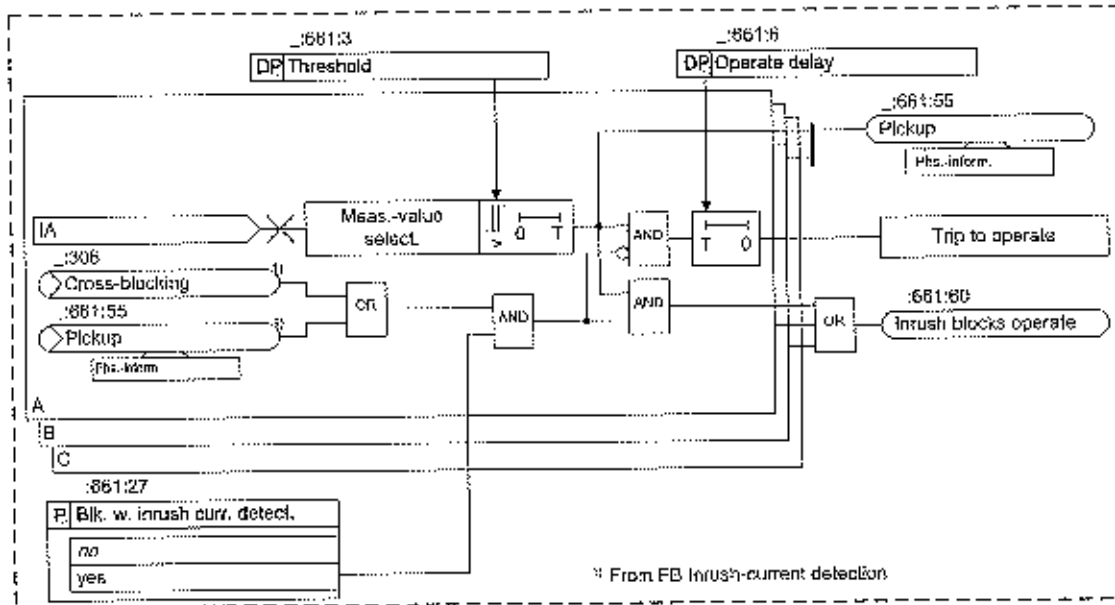 _:661:3
DP Threshold
_:661:6
DP Operate delay
_:661:55
Pickup
Phs.-inform.
IA
Meas.-value
select.
>
0 T
AND
T 0
Trip to operate
_:306
Cross-blocking
1)
OR
_:661:55
Pickup
1)
Phs.-inform
AND
AND
OR
:661:60
Inrush blocks operate
A
B
C
:661:27
P Blk. w. inrush curr. detect.
no
yes
From FB Inrush-current detection